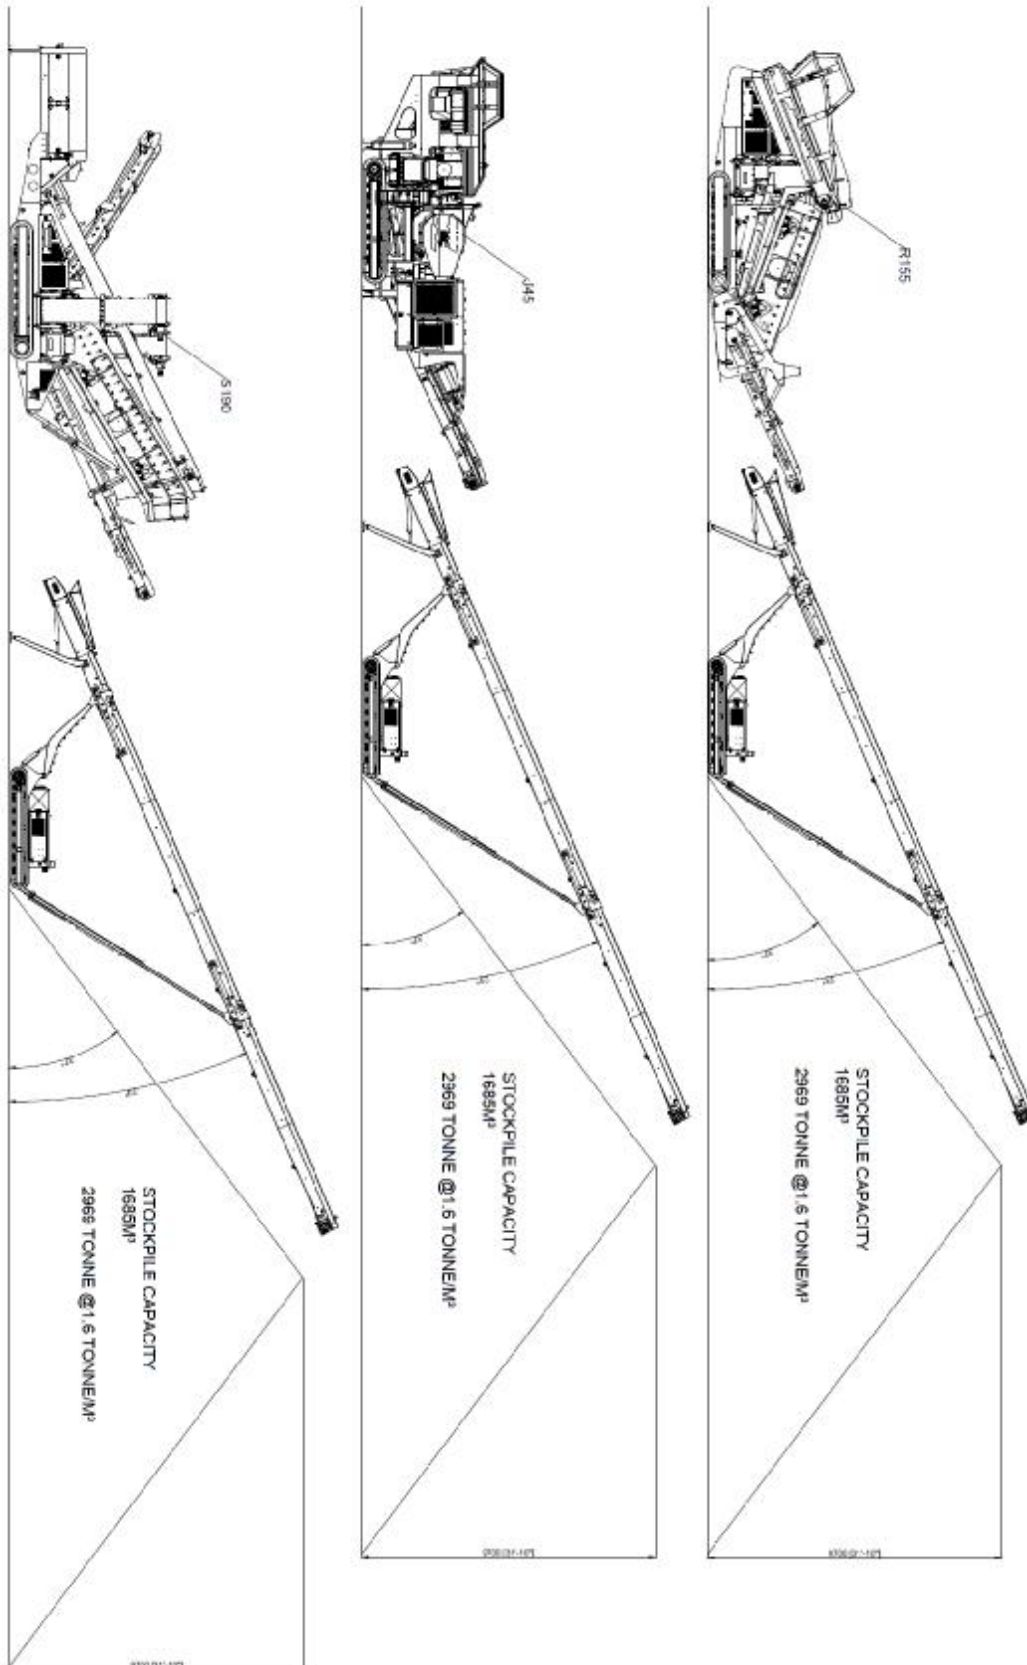 R155
STOCKPILE CAPACITY
1685M³
2969 TONNE @1.6 TONNE/M³
J45
STOCKPILE CAPACITY
1685M³
2969 TONNE @1.6 TONNE/M³
S190
STOCKPILE CAPACITY
1685M³
2969 TONNE @1.6 TONNE/M³